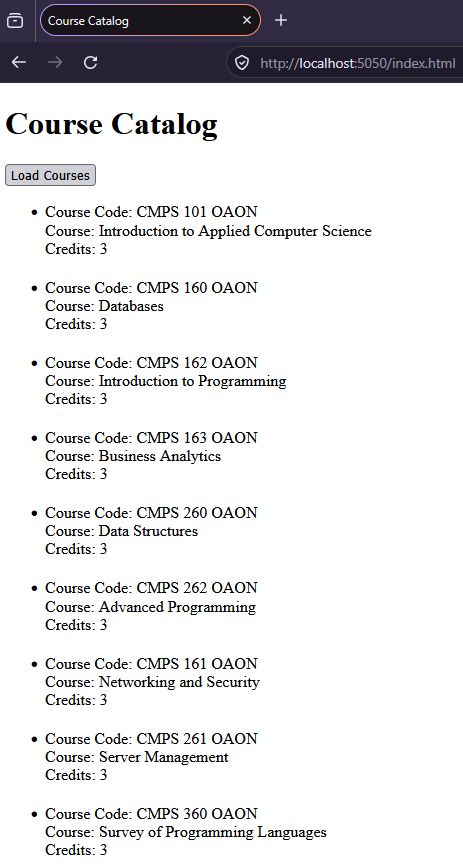 Course Catalog
http://localhost:5050/index.html
Course Catalog
Load Courses
Course Code: CMPS 101 OAON
Course: Introduction to Applied Computer Science
Credits: 3
Course Code: CMPS 160 OAON
Course: Databases
Credits: 3
Course Code: CMPS 162 OAON
Course: Introduction to Programming
Credits: 3
Course Code: CMPS 163 OAON
Course: Business Analytics
Credits: 3
Course Code: CMPS 260 OAON
Course: Data Structures
Credits: 3
Course Code: CMPS 262 OAON
Course: Advanced Programming
Credits: 3
Course Code: CMPS 161 OAON
Course: Networking and Security
Credits: 3
Course Code: CMPS 261 OAON
Course: Server Management
Credits: 3
Course Code: CMPS 360 OAON
Course: Survey of Programming Languages
Credits: 3